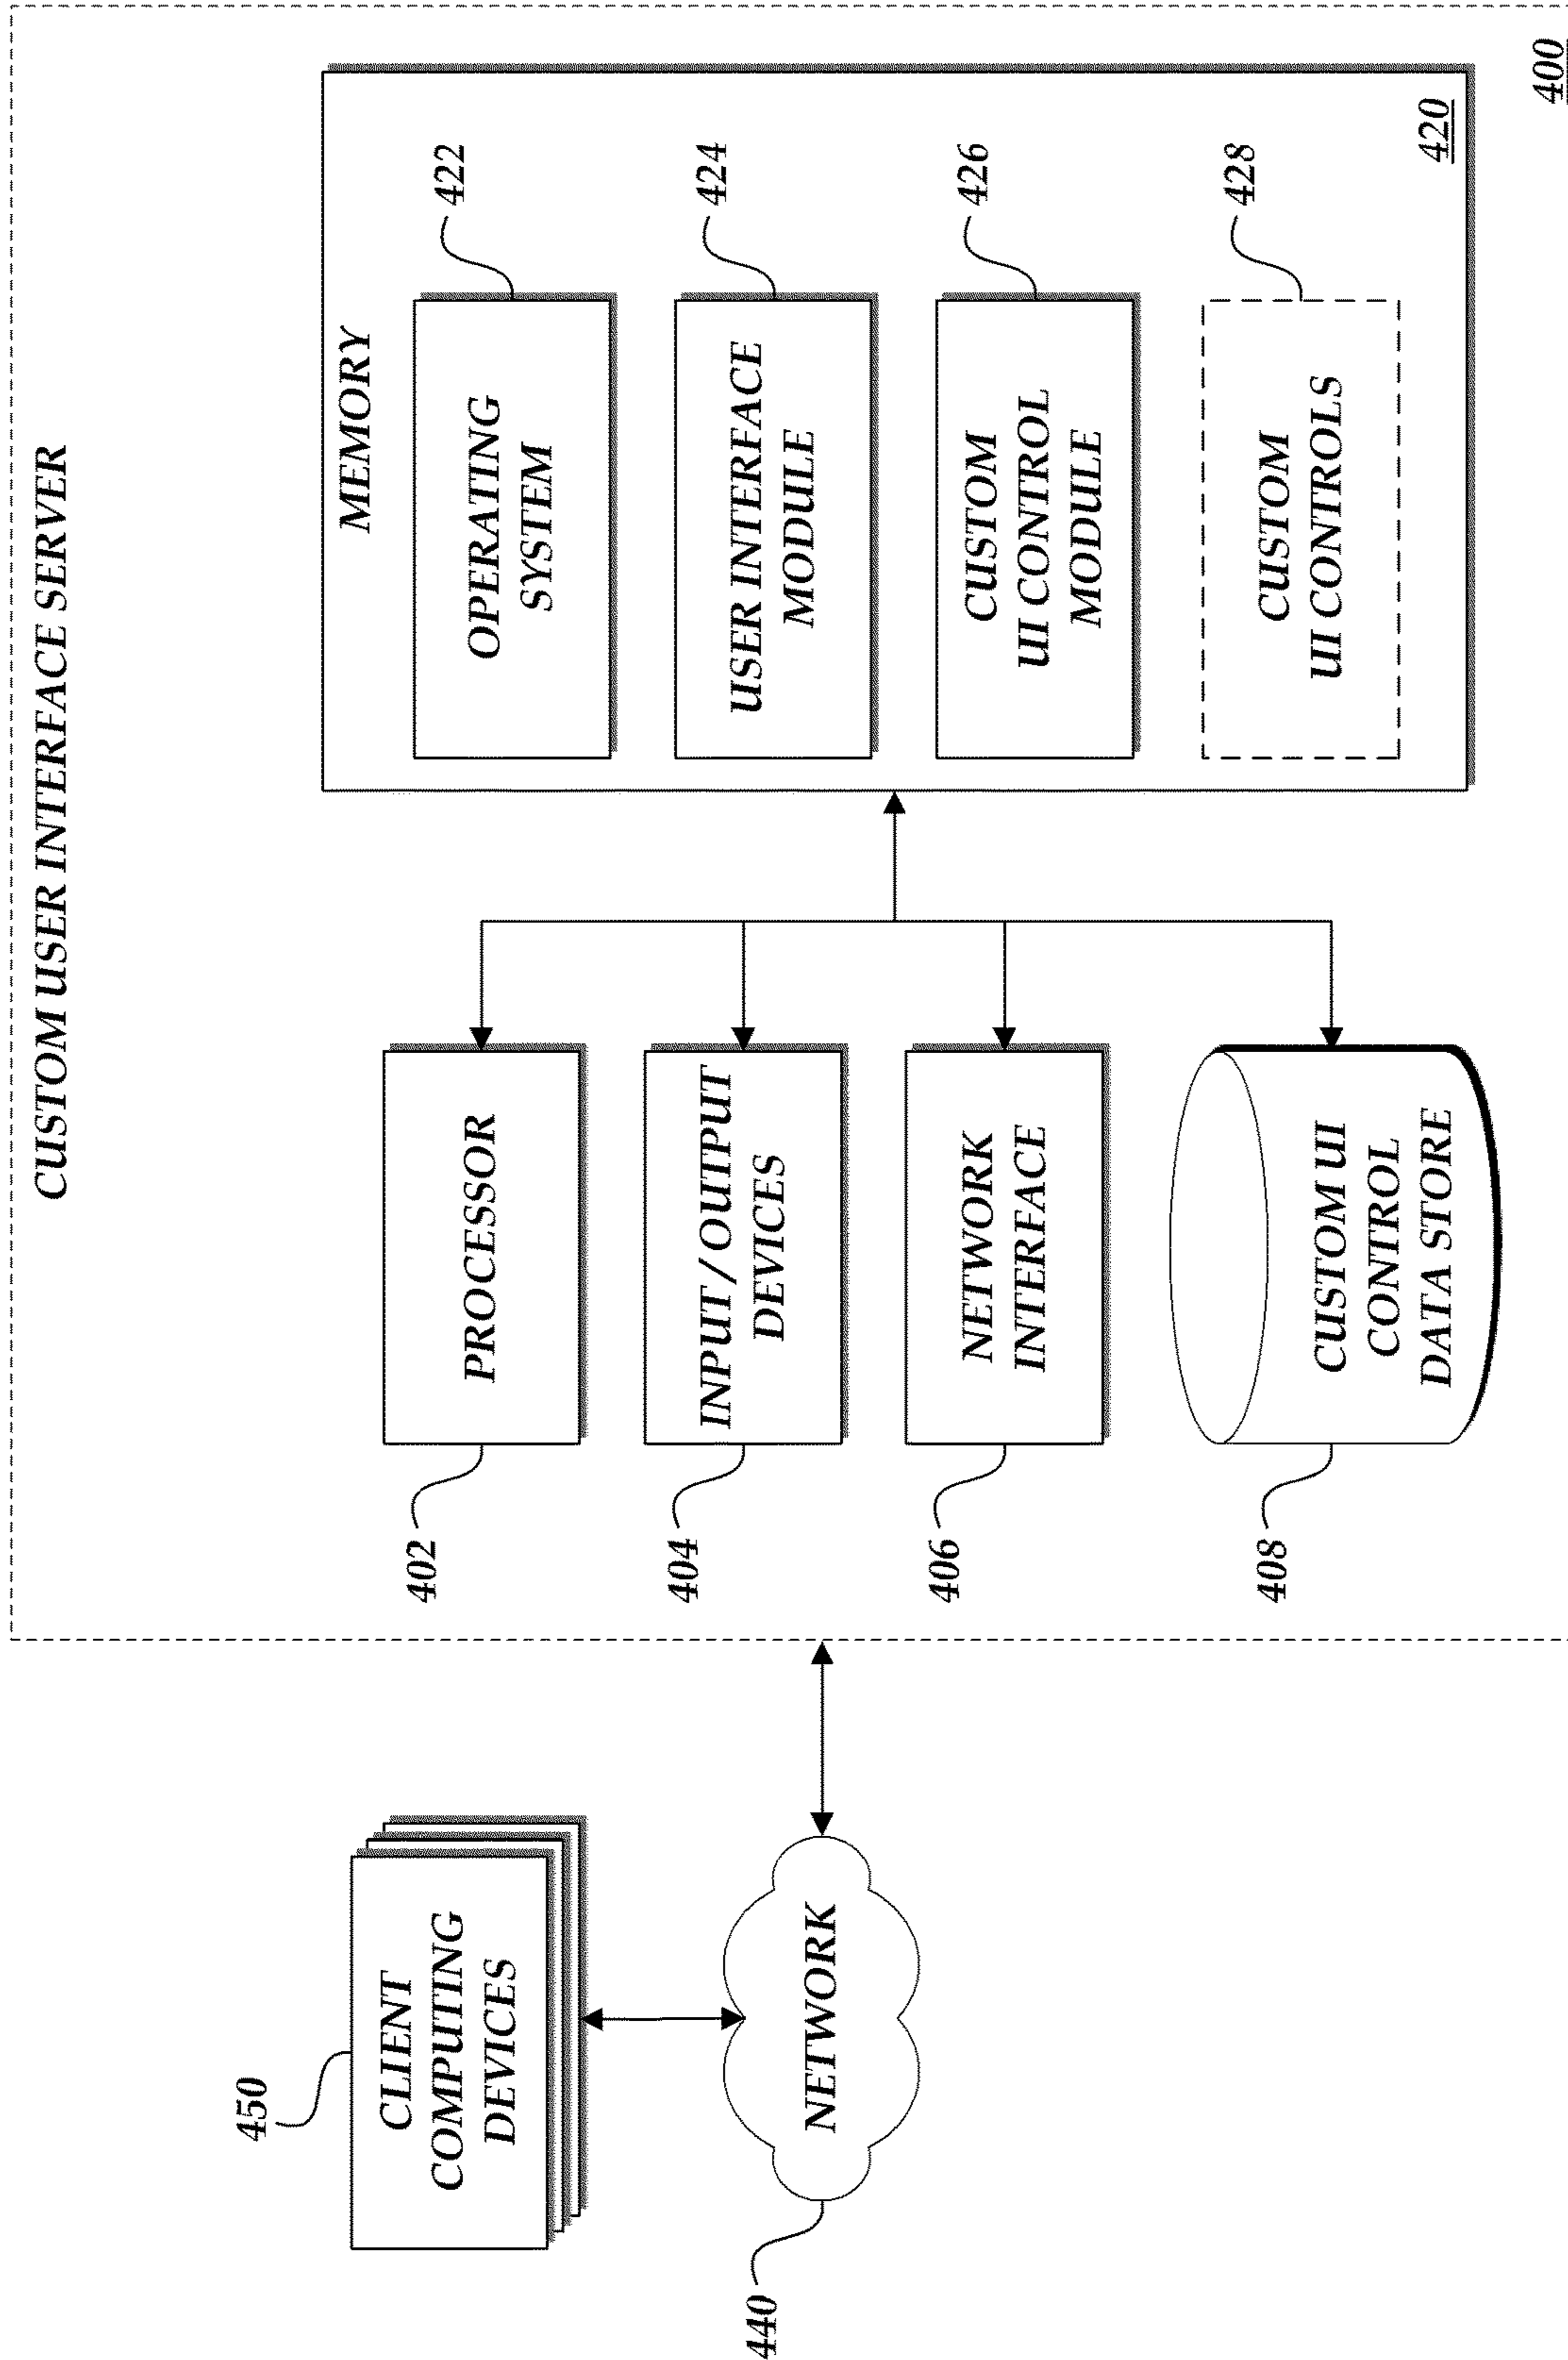 CUSTOM USER INTERFACE SERVER
450
CLIENT
COMPUTING
DEVICES
440
NETWORK
402
PROCESSOR
404
INPUT/OUTPUT
DEVICES
406
NETWORK
INTERFACE
408
CUSTOM UI
CONTROL
DATA STORE
MEMORY
OPERATING
SYSTEM
422
USER INTERFACE
MODULE
424
CUSTOM
UI CONTROL
MODULE
426
CUSTOM
UI CONTROLS
428
420
400